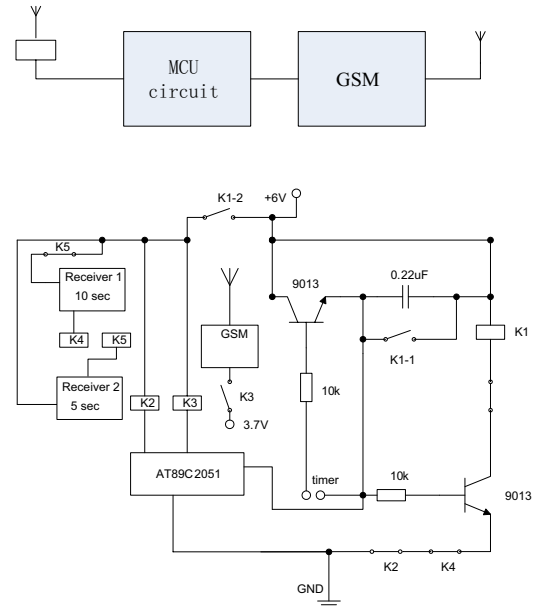 MCU
circuit
GSM
K1-2
+6V
K5
Receiver 1
10 sec
9013
0.22uF
K4
K5
GSM
K1-1
K1
Receiver 2
5 sec
K2
K3
K3
3.7V
10k
AT89C2051
timer
10k
9013
K2
K4
GND